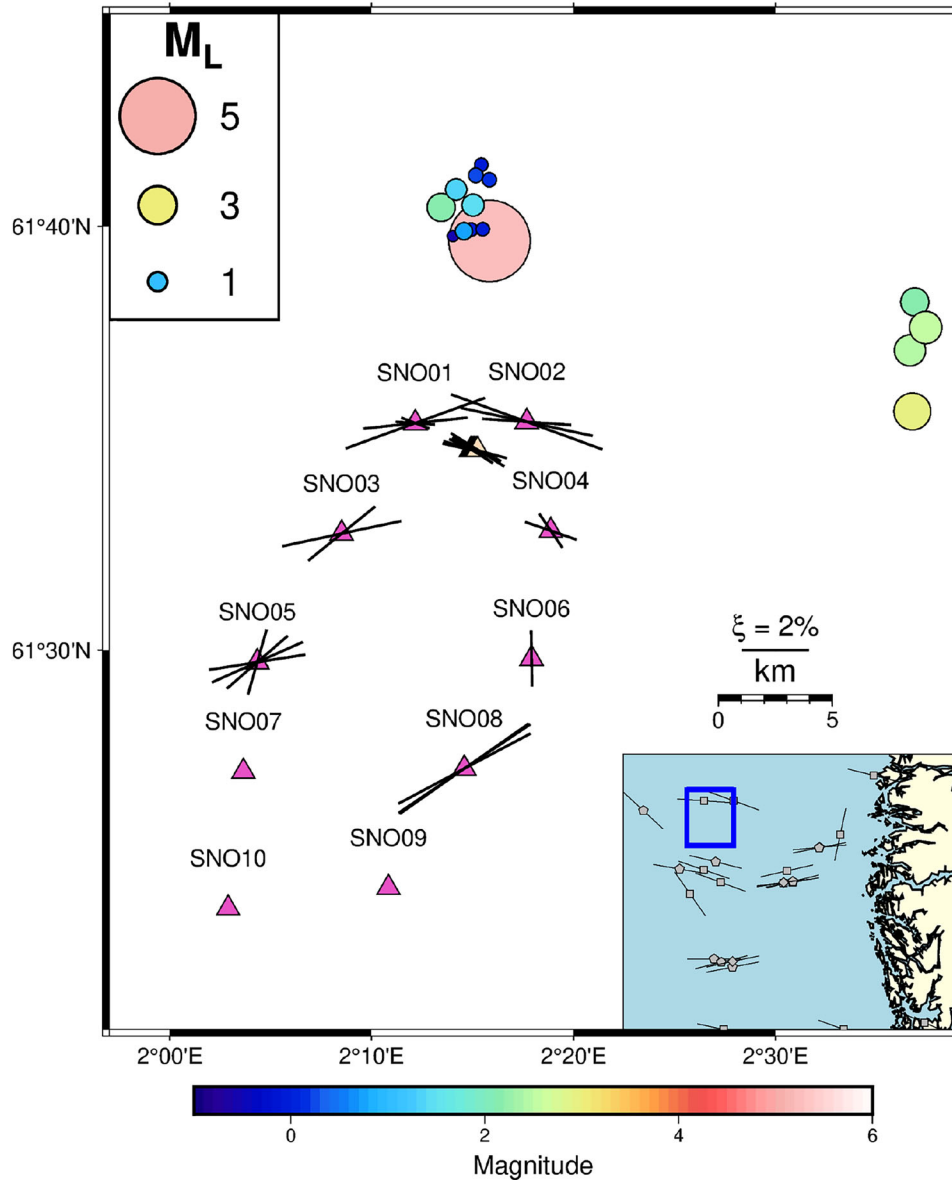 M_L
5
3
1
61°40'N
SNO01
SNO02
SNO03
SNO04
SNO05
SNO06
61°30'N
ξ = 2%
km
0 5
SNO07
SNO08
SNO09
SNO10
2°00'E 2°10'E 2°20'E 2°30'E
0 2 4 6
Magnitude